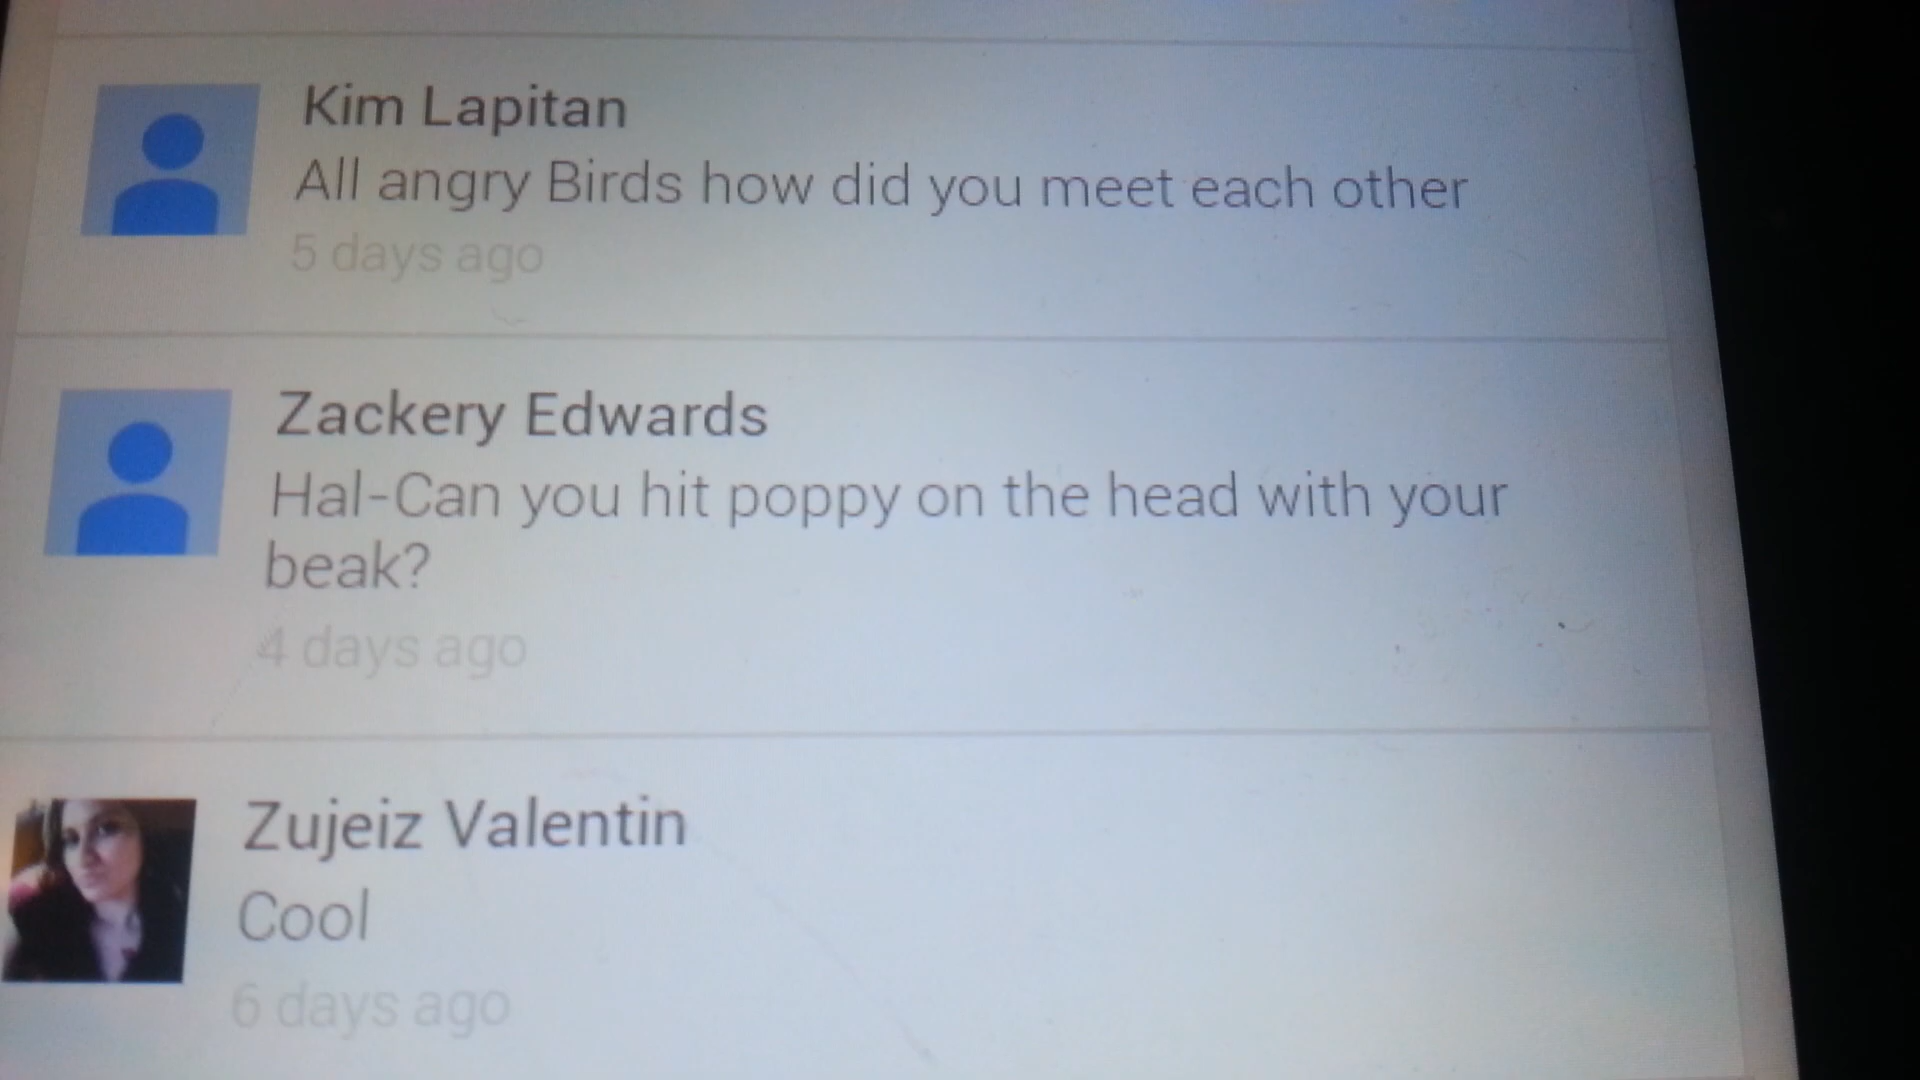 Kim Lapitan
All angry Birds how did you meet each other
5 days ago
Zackery Edwards
Hal-Can you hit poppy on the head with your
beak?
4 days ago
Zujeiz Valentin
Cool
6 days ago